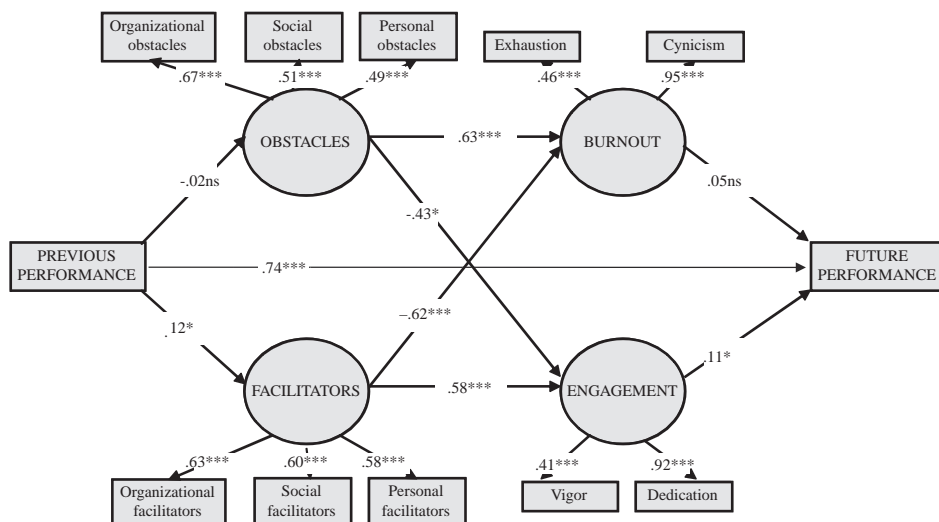 Organizational
obstacles
Social
obstacles
Personal
obstacles
Exhaustion
Cynicism
.67***
.51***
.49***
.46***
.95***
OBSTACLES
.63***
BURNOUT
-.02ns
.05ns
-.43*
PREVIOUS
PERFORMANCE
.74***
FUTURE
PERFORMANCE
.12*
–.62***
.11*
FACILITATORS
.58***
ENGAGEMENT
.63***
.60***
.58***
.41***
.92***
Organizational
facilitators
Social
facilitators
Personal
facilitators
Vigor
Dedication